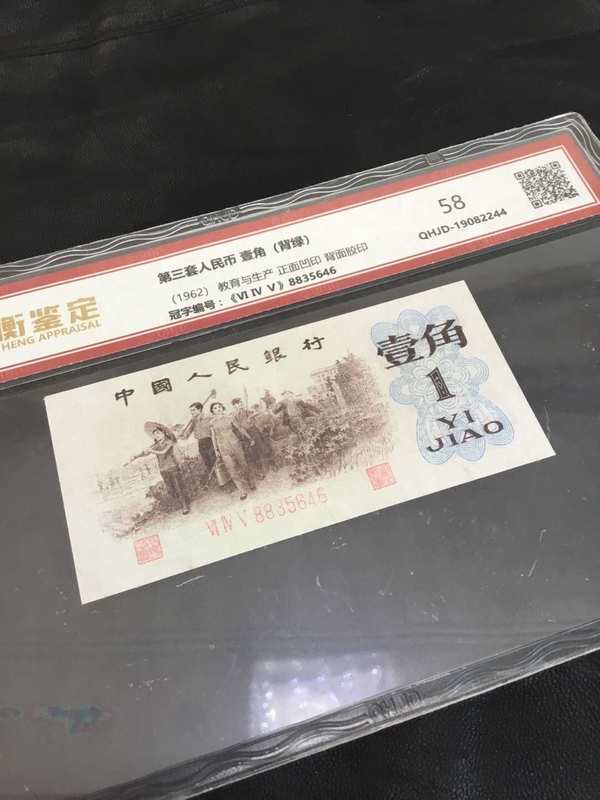 第三套人民币 壹角（背绿）
（1962） 教育与生产 正面凹印 背面胶印
冠字编号：《Ⅵ Ⅳ Ⅴ》8835646
58
QHJD-19082244
衡鉴定
HENG APPRAISAL
中國人民銀行
壹角
1
YI
JIAO
Ⅵ Ⅳ Ⅴ 8835646